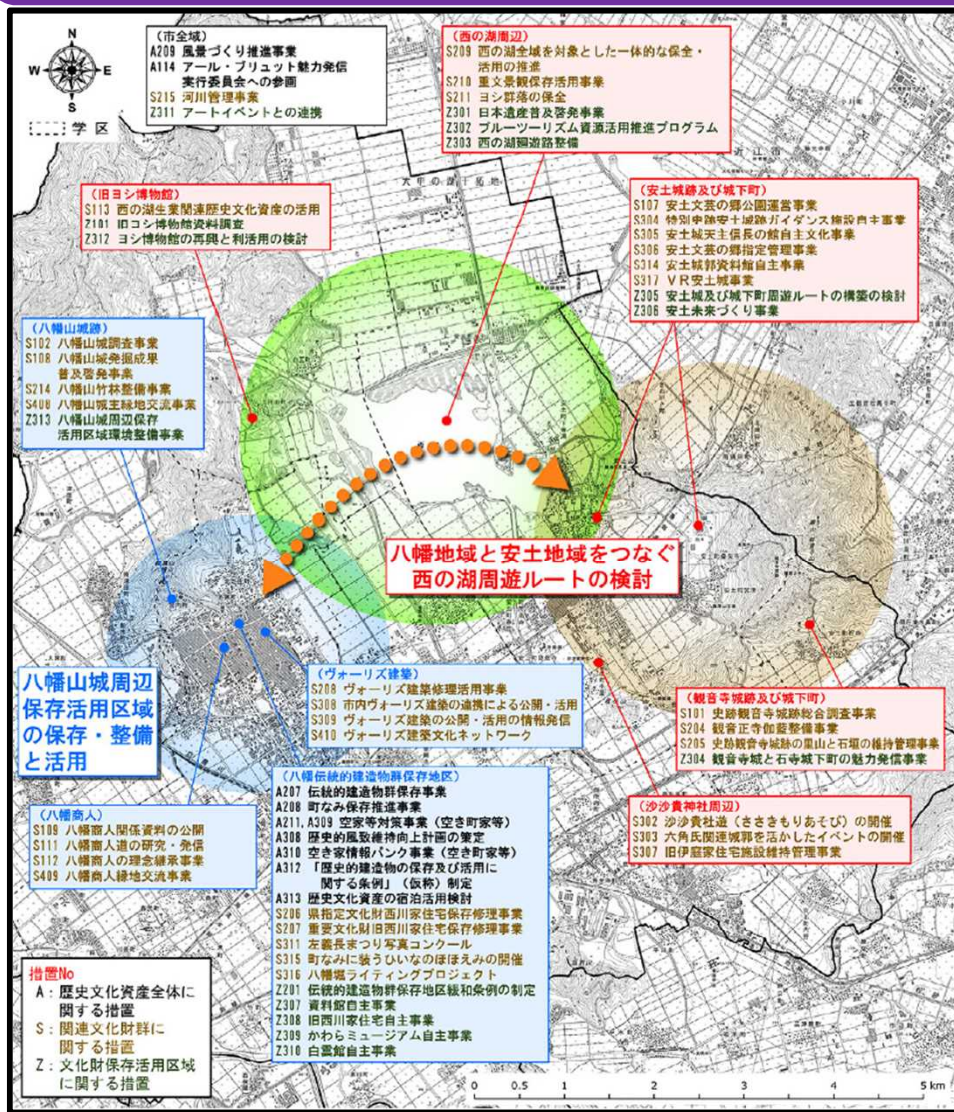 N
W
E
S
学 区
（市全域）
A209 風景づくり推進事業
A114 アール・ブリュット魅力発信
実行委員会への参画
S215 河川管理事業
Z311 アートイベントとの連携
（西の湖周辺）
S209 西の湖全域を対象とした一体的な保全・
活用の推進
S210 重文景観保存活用事業
S211 ヨシ群落の保全
Z301 日本遺産普及啓発事業
Z302 ブルーツーリズム資源活用推進プログラム
Z303 西の湖廻遊路整備
（旧ヨシ博物館）
S113 西の湖生業関連歴史文化資産の活用
Z101 旧ヨシ博物館資料調査
Z312 ヨシ博物館の再興と利活用の検討
（安土城跡及び城下町）
S107 安土文芸の郷公園運営事業
S304 特別史跡安土城跡ガイダンス施設自主事業
S305 安土城天主信長の館自主文化事業
S306 安土文芸の郷指定管理事業
S314 安土城郭資料館自主事業
S317 ＶＲ安土城事業
Z305 安土城及び城下町周遊ルートの構築の検討
Z306 安土未来づくり事業
（八幡山城跡）
S102 八幡山城調査事業
S108 八幡山城発掘成果
普及啓発事業
S214 八幡山竹林整備事業
S408 八幡山城主縁地交流事業
Z313 八幡山城周辺保存
活用区域環境整備事業
大中の湖干拓地
八幡地域と安土地域をつなぐ
西の湖周遊ルートの検討
八幡山城周辺
保存活用区域
の保存・整備
と活用
（ヴォーリズ建築）
S208 ヴォーリズ建築修理活用事業
S308 市内ヴォーリズ建築の連携による公開・活用
S309 ヴォーリズ建築の公開・活用の情報発信
S410 ヴォーリズ建築文化ネットワーク
（観音寺城跡及び城下町）
S101 史跡観音寺城跡総合調査事業
S204 観音正寺伽藍整備事業
S205 史跡観音寺城跡の里山と石垣の維持管理事業
Z304 観音寺城と石寺城下町の魅力発信事業
（八幡商人）
S109 八幡商人関係資料の公開
S111 八幡商人道の研究・発信
S112 八幡商人の理念継承事業
S409 八幡商人縁地交流事業
（八幡伝統的建造物群保存地区）
A207 伝統的建造物群保存事業
A208 町なみ保存推進事業
A211,A309 空家等対策事業（空き町家等）
A308 歴史的風致維持向上計画の策定
A310 空き家情報バンク事業（空き町家等）
A312 「歴史的建造物の保存及び活用に
関する条例」（仮称）制定
A313 歴史文化資産の宿泊活用検討
S206 県指定文化財西川家住宅保存修理事業
S207 重要文化財旧西川家住宅保存修理事業
S311 左義長まつり写真コンクール
S315 町なみに装うひいなのほほえみの開催
S316 八幡堀ライティングプロジェクト
Z201 伝統的建造物群保存地区緩和条例の制定
Z307 資料館自主事業
Z308 旧西川家住宅自主事業
Z309 かわらミュージアム自主事業
Z310 白雲館自主事業
（沙沙貴神社周辺）
S302 沙沙貴杜遊（ささきもりあそび）の開催
S303 六角氏関連城郭を活かしたイベントの開催
S307 旧伊庭家住宅施設維持管理事業
措置No
A：歴史文化資産全体に
関する措置
S：関連文化財群に
関する措置
Z：文化財保存活用区域
に関する措置
0 0.5 1 2 3 4 5 km